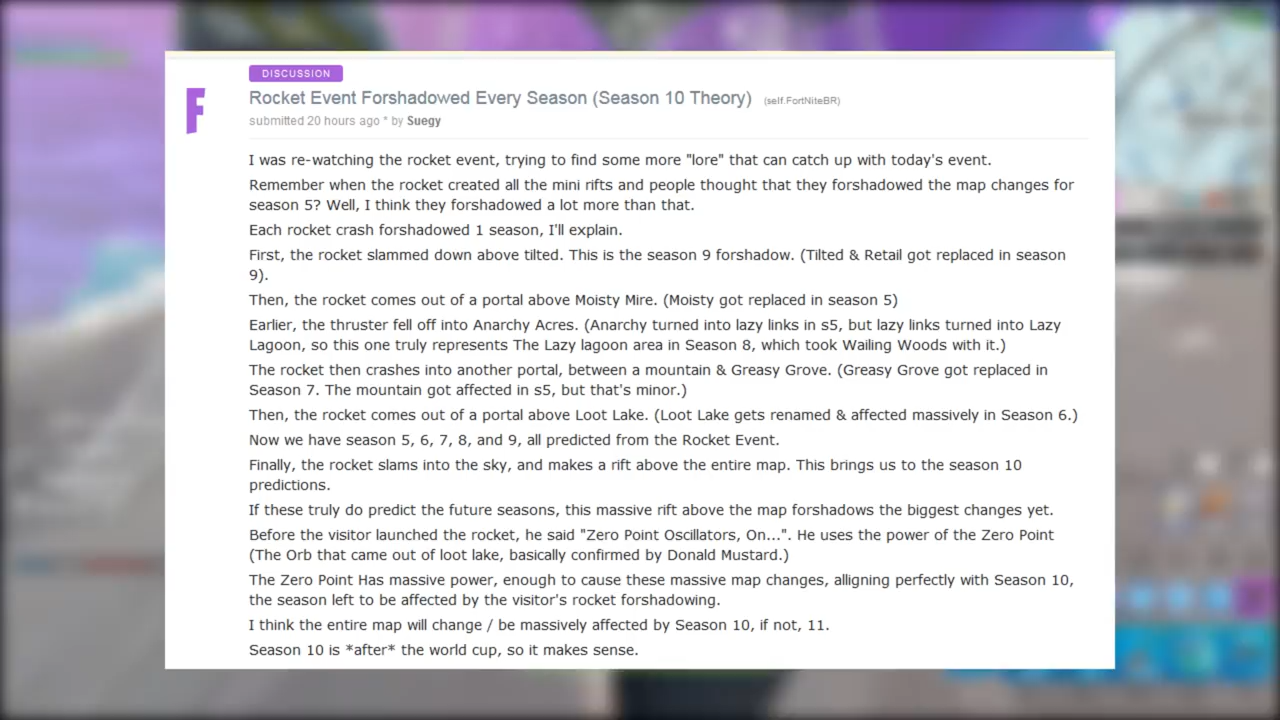 DISCUSSION
Rocket Event Forshadowed Every Season (Season 10 Theory) (self.FortNiteBR)
submitted 20 hours ago * by Suegy
I was re-watching the rocket event, trying to find some more "lore" that can catch up with today's event.
Remember when the rocket created all the mini rifts and people thought that they forshadowed the map changes for
season 5? Well, I think they forshadowed a lot more than that.
Each rocket crash forshadowed 1 season, I'll explain.
First, the rocket slammed down above tilted. This is the season 9 forshadow. (Tilted & Retail got replaced in season
9).
Then, the rocket comes out of a portal above Moisty Mire. (Moisty got replaced in season 5)
Earlier, the thruster fell off into Anarchy Acres. (Anarchy turned into lazy links in s5, but lazy links turned into Lazy
Lagoon, so this one truly represents The Lazy lagoon area in Season 8, which took Wailing Woods with it.)
The rocket then crashes into another portal, between a mountain & Greasy Grove. (Greasy Grove got replaced in
Season 7. The mountain got affected in s5, but that's minor.)
Then, the rocket comes out of a portal above Loot Lake. (Loot Lake gets renamed & affected massively in Season 6.)
Now we have season 5, 6, 7, 8, and 9, all predicted from the Rocket Event.
Finally, the rocket slams into the sky, and makes a rift above the entire map. This brings us to the season 10
predictions.
If these truly do predict the future seasons, this massive rift above the map forshadows the biggest changes yet.
Before the visitor launched the rocket, he said "Zero Point Oscillators, On...". He uses the power of the Zero Point
(The Orb that came out of loot lake, basically confirmed by Donald Mustard.)
The Zero Point Has massive power, enough to cause these massive map changes, alligning perfectly with Season 10,
the season left to be affected by the visitor's rocket forshadowing.
I think the entire map will change / be massively affected by Season 10, if not, 11.
Season 10 is *after* the world cup, so it makes sense.